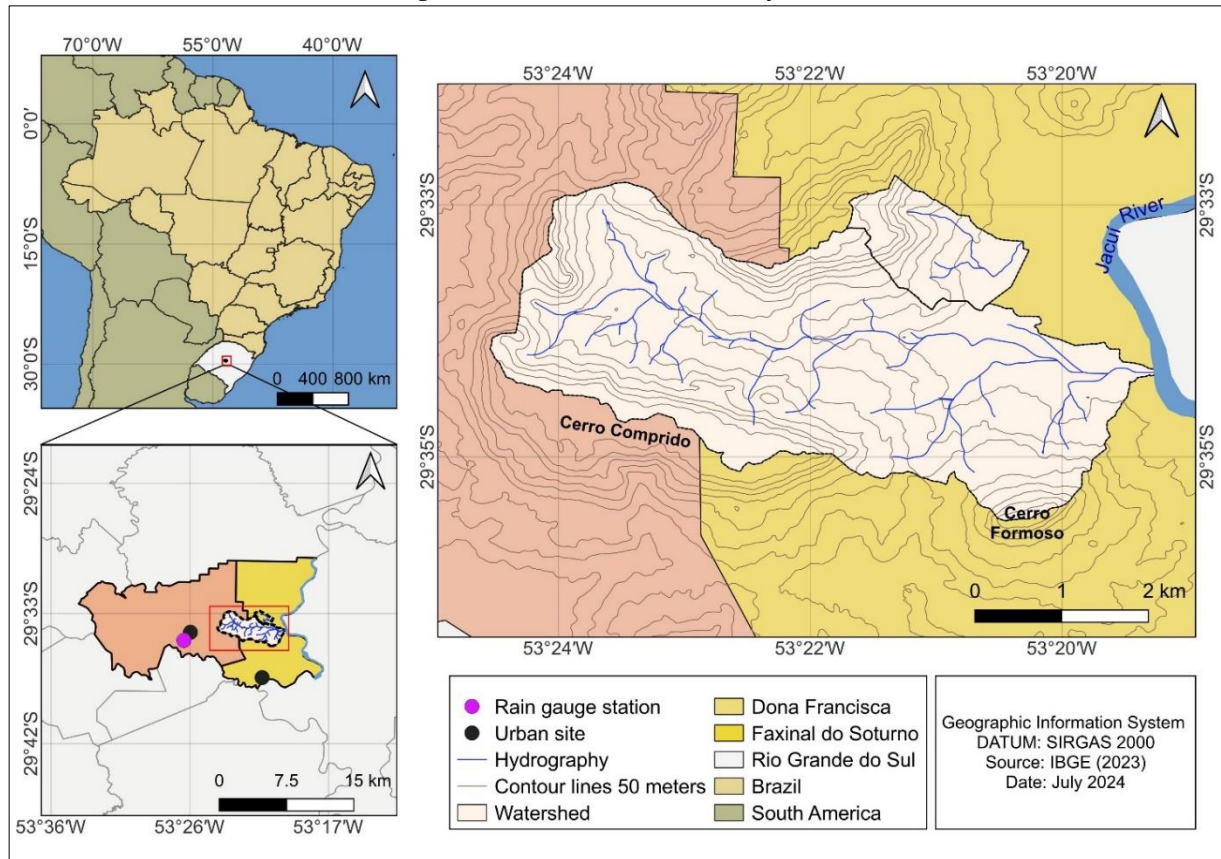 70°0'W 55°0'W 40°0'W
0°0'
15°0'S
30°0'S
0 400 800 km
29°24'S
29°33'S
29°42'S
0 7.5 15 km
53°36'W 53°26'W 53°17'W
53°24'W 53°22'W 53°20'W
29°33'S
29°35'S
29°33'S
29°35'S
Jacuí River
Cerro Comprido
Cerro
Formoso
0 1 2 km
53°24'W 53°22'W 53°20'W
Rain gauge station
Urban site
Hydrography
Contour lines 50 meters
Watershed
Dona Francisca
Faxinal do Soturno
Rio Grande do Sul
Brazil
South America
Geographic Information System
DATUM: SIRGAS 2000
Source: IBGE (2023)
Date: July 2024